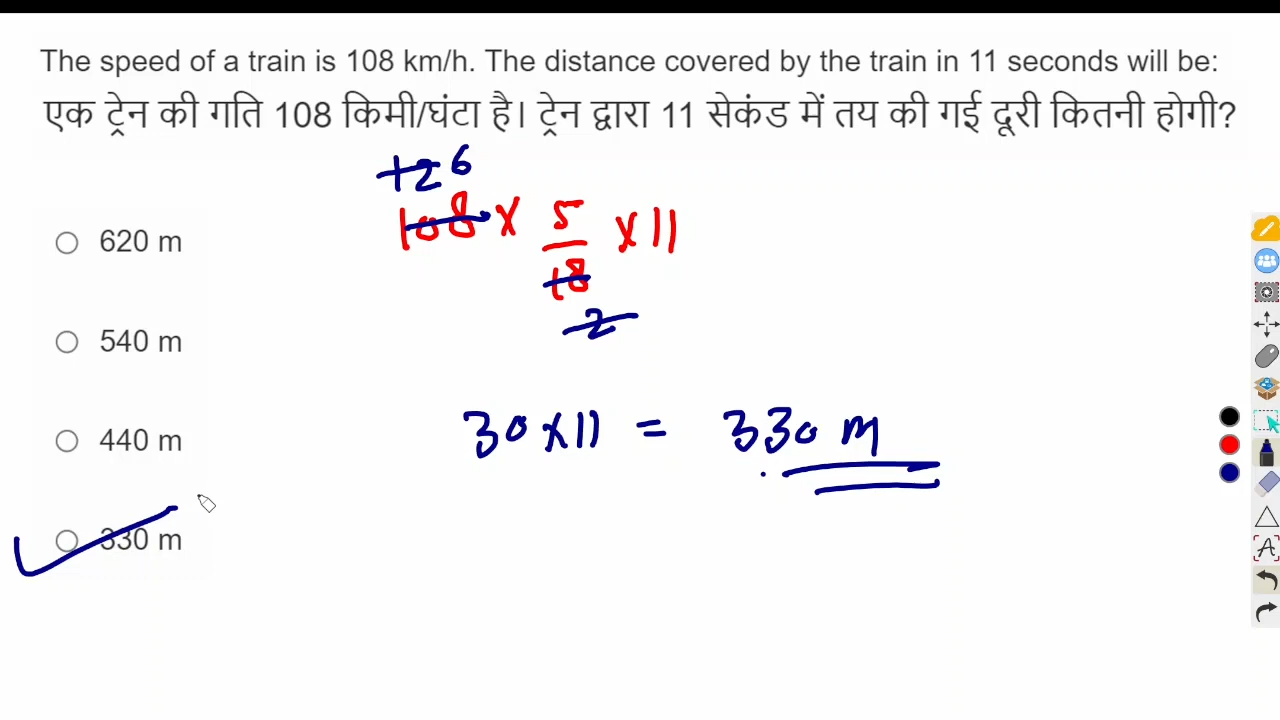 The speed of a train is 108 km/h. The distance covered by the train in 11 seconds will be:
एक ट्रेन की गति 108 किमी/घंटा है। ट्रेन द्वारा 11 सेकंड में तय की गई दूरी कितनी होगी?
12 6
108 x 5/18 x 11
2
620 m
540 m
30 x 11 = 330 m
440 m
330 m
A